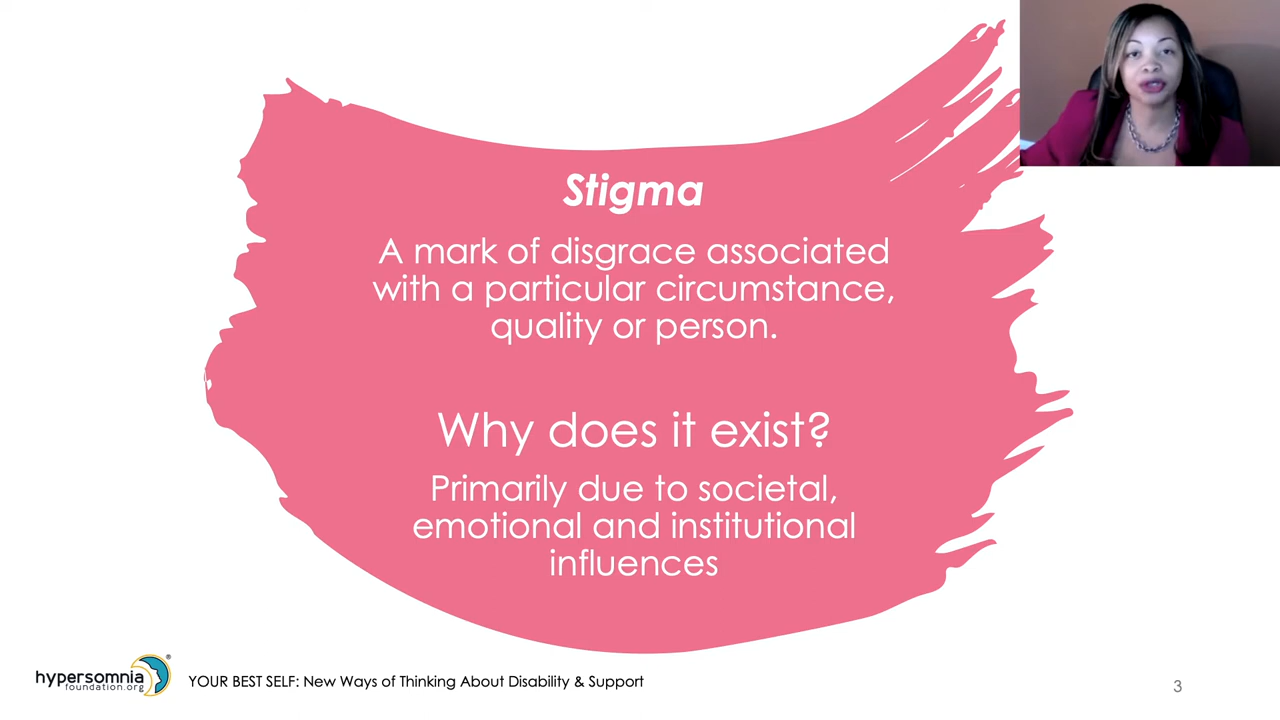 Stigma
A mark of disgrace associated
with a particular circumstance,
quality or person.
Why does it exist?
Primarily due to societal,
emotional and institutional
influences
hypersomnia®
foundation.org
YOUR BEST SELF: New Ways of Thinking About Disability & Support
3